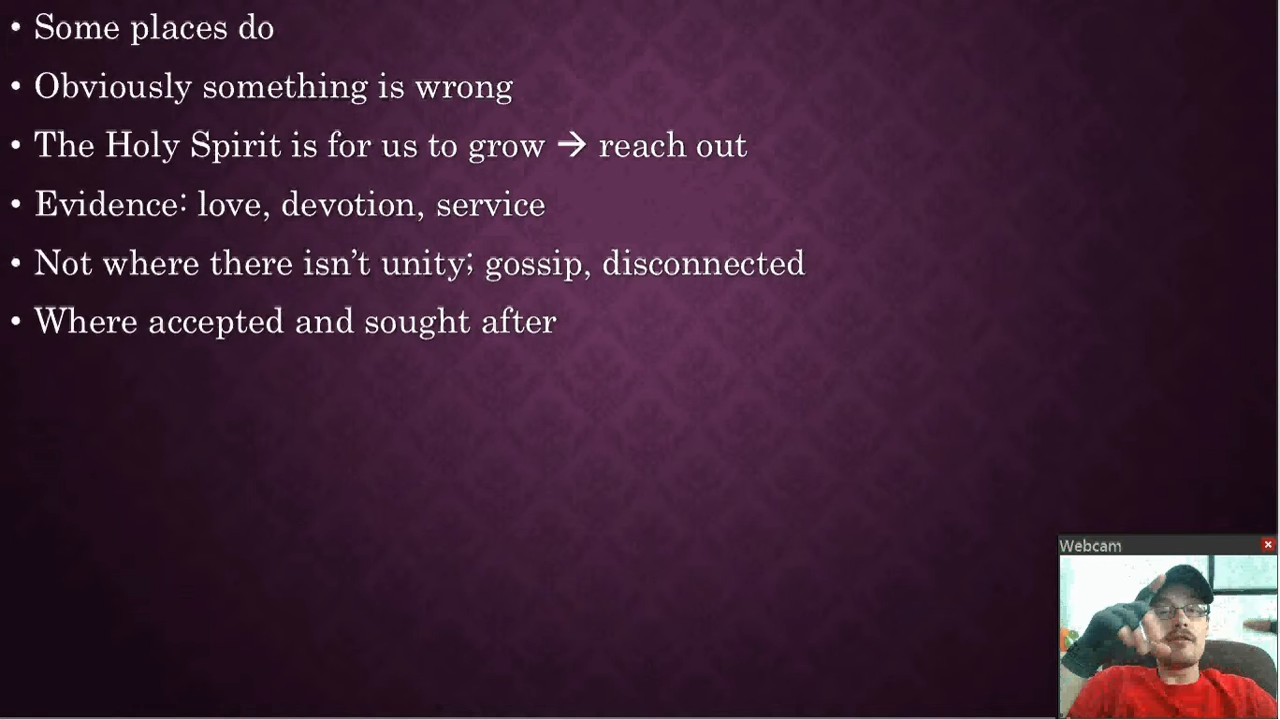 • Some places do
• Obviously something is wrong
• The Holy Spirit is for us to grow → reach out
• Evidence: love, devotion, service
• Not where there isn’t unity; gossip, disconnected
• Where accepted and sought after
Webcam